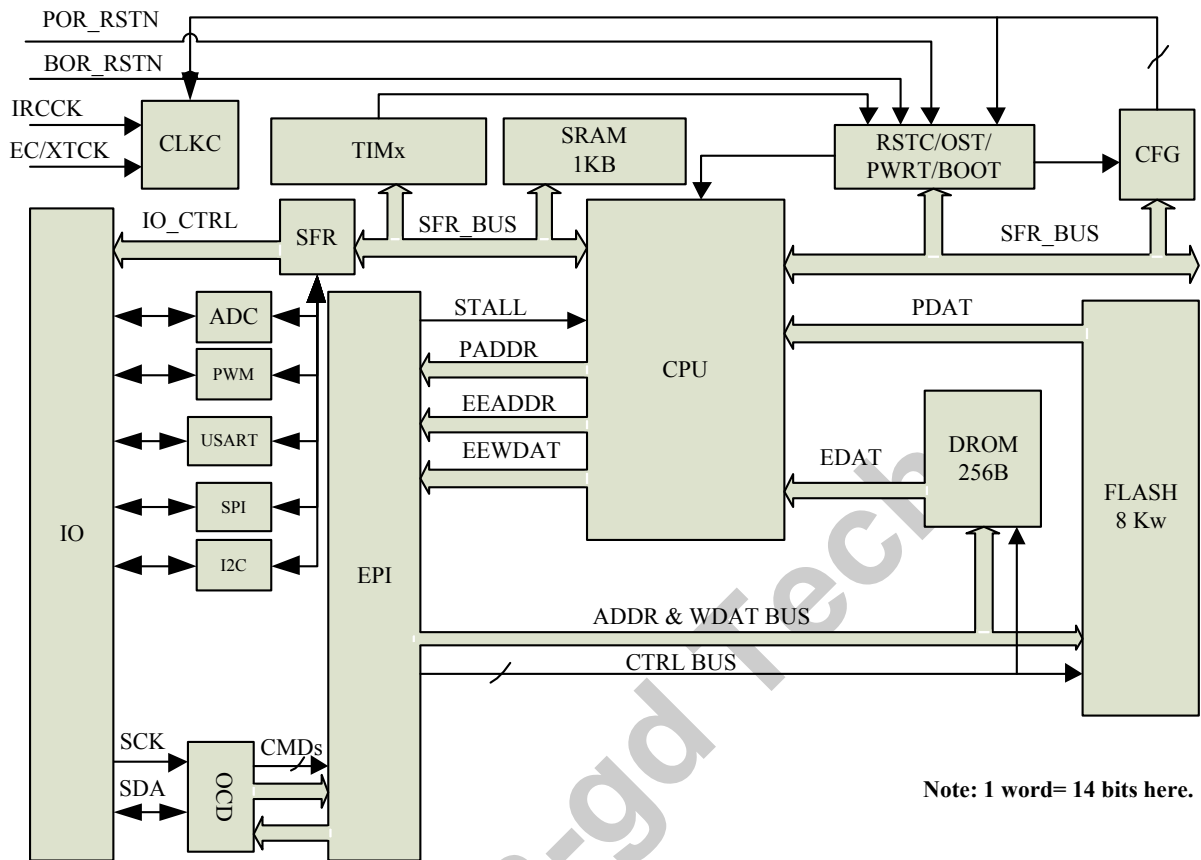 POR_RSTN
BOR_RSTN
IRCCK
EC/XTCK
CLKC
TIMx
SRAM
1KB
RSTC/OST/
PWRT/BOOT
CFG
IO_CTRL
SFR
SFR_BUS
SFR_BUS
ADC
PWM
USART
SPI
I2C
IO
EPI
STALL
PADDR
EEADDR
EEWDAT
CPU
PDAT
EDAT
DROM
256B
FLASH
8 Kw
ADDR & WDAT BUS
CTRL BUS
SCK
SDA
OCD
CMDs
Note: 1 word= 14 bits here.
-gd Tech